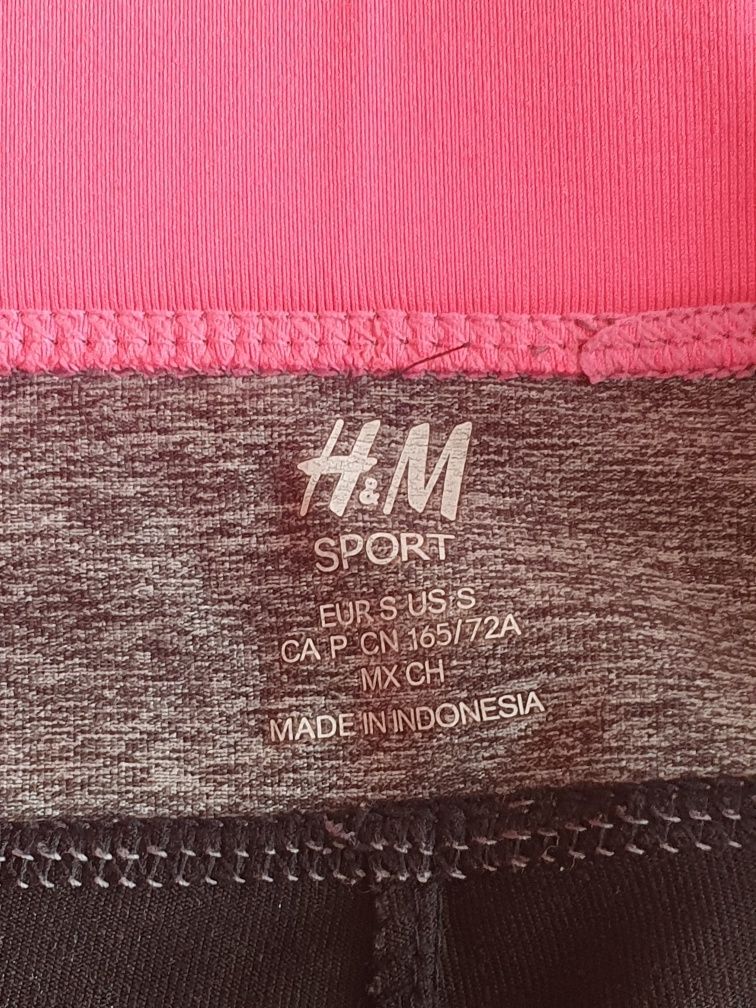 H&M
SPORT
EUR S US S
CA P CN 165/72A
MX CH
MADE IN INDONESIA